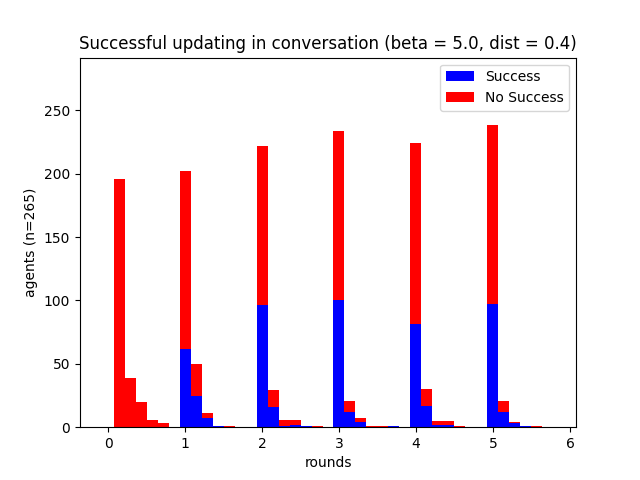 Successful updating in conversation (beta = 5.0, dist = 0.4)
Success
No Success
250
200
150
100
50
0
agents (n=265)
0 1 2 3 4 5 6
rounds